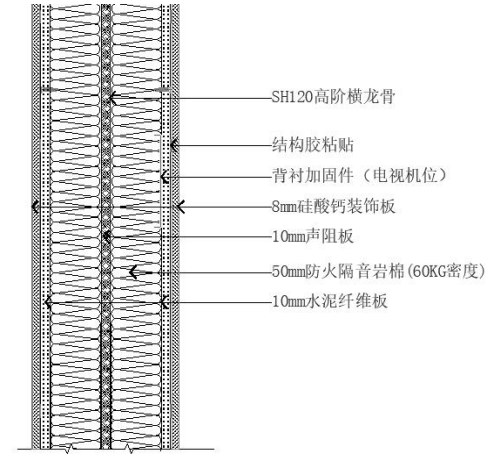 SH120高阶横龙骨
结构胶粘贴
背衬加固件（电视机位）
8mm硅酸钙装饰板
10mm声阻板
50mm防火隔音岩棉(60KG密度)
10mm水泥纤维板